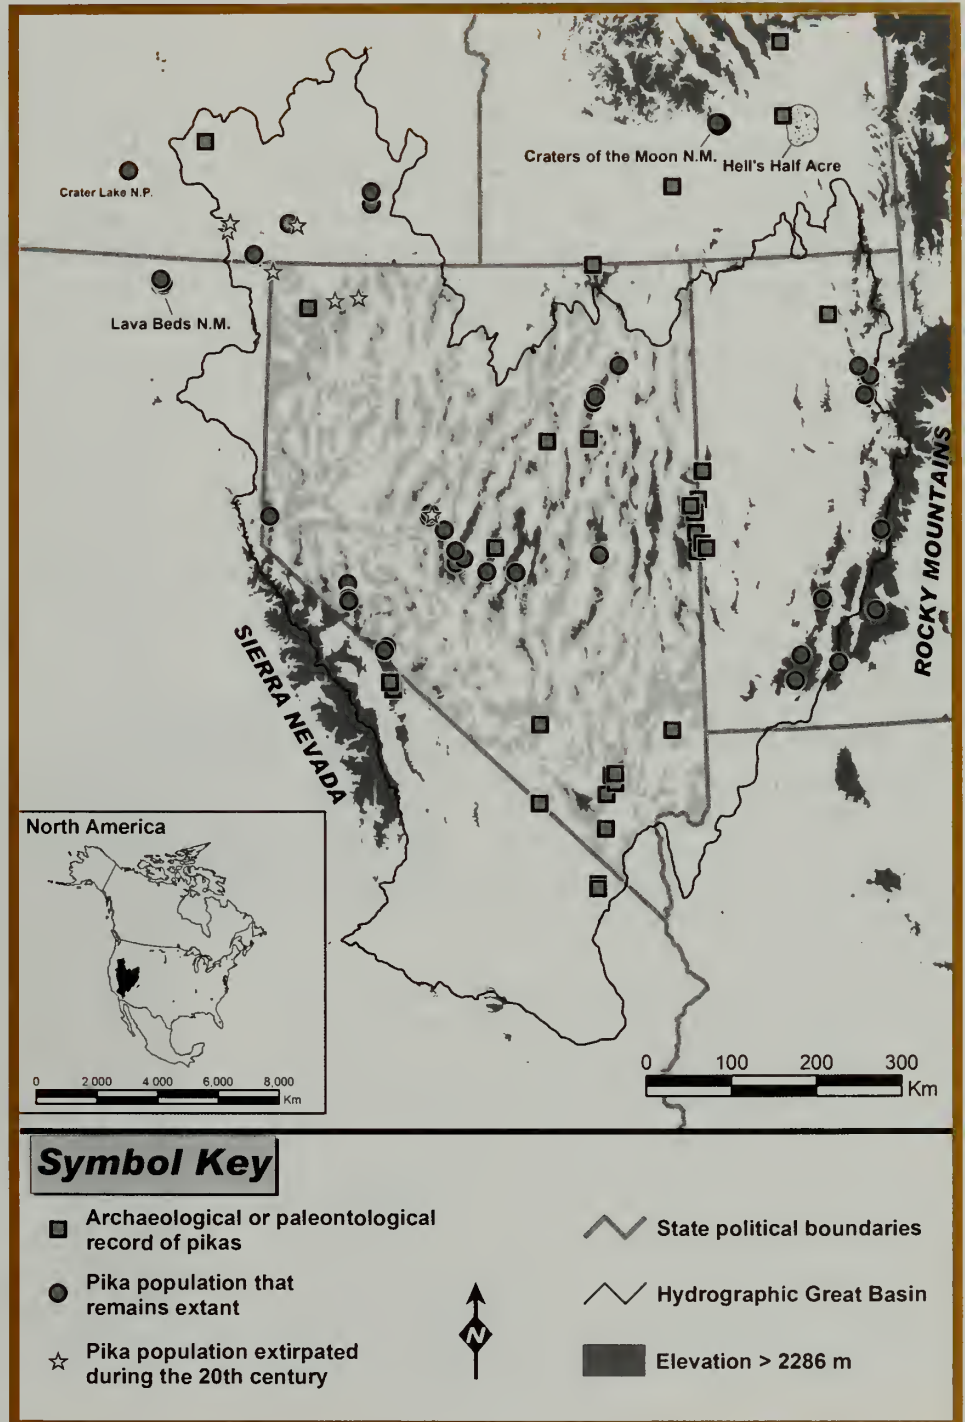 Craters of the Moon N.M.
Hell's Half Acre
Crater Lake N.P.
Lava Beds N.M.
ROCKY MOUNTAINS
SIERRA NEVADA
North America
0 2 000 4 000 6,000 8,000
Km
0 100 200 300
Km
Symbol Key
Archaeological or paleontological
record of pikas
Pika population that
remains extant
Pika population extirpated
during the 20th century
N
State political boundaries
Hydrographic Great Basin
Elevation > 2286 m